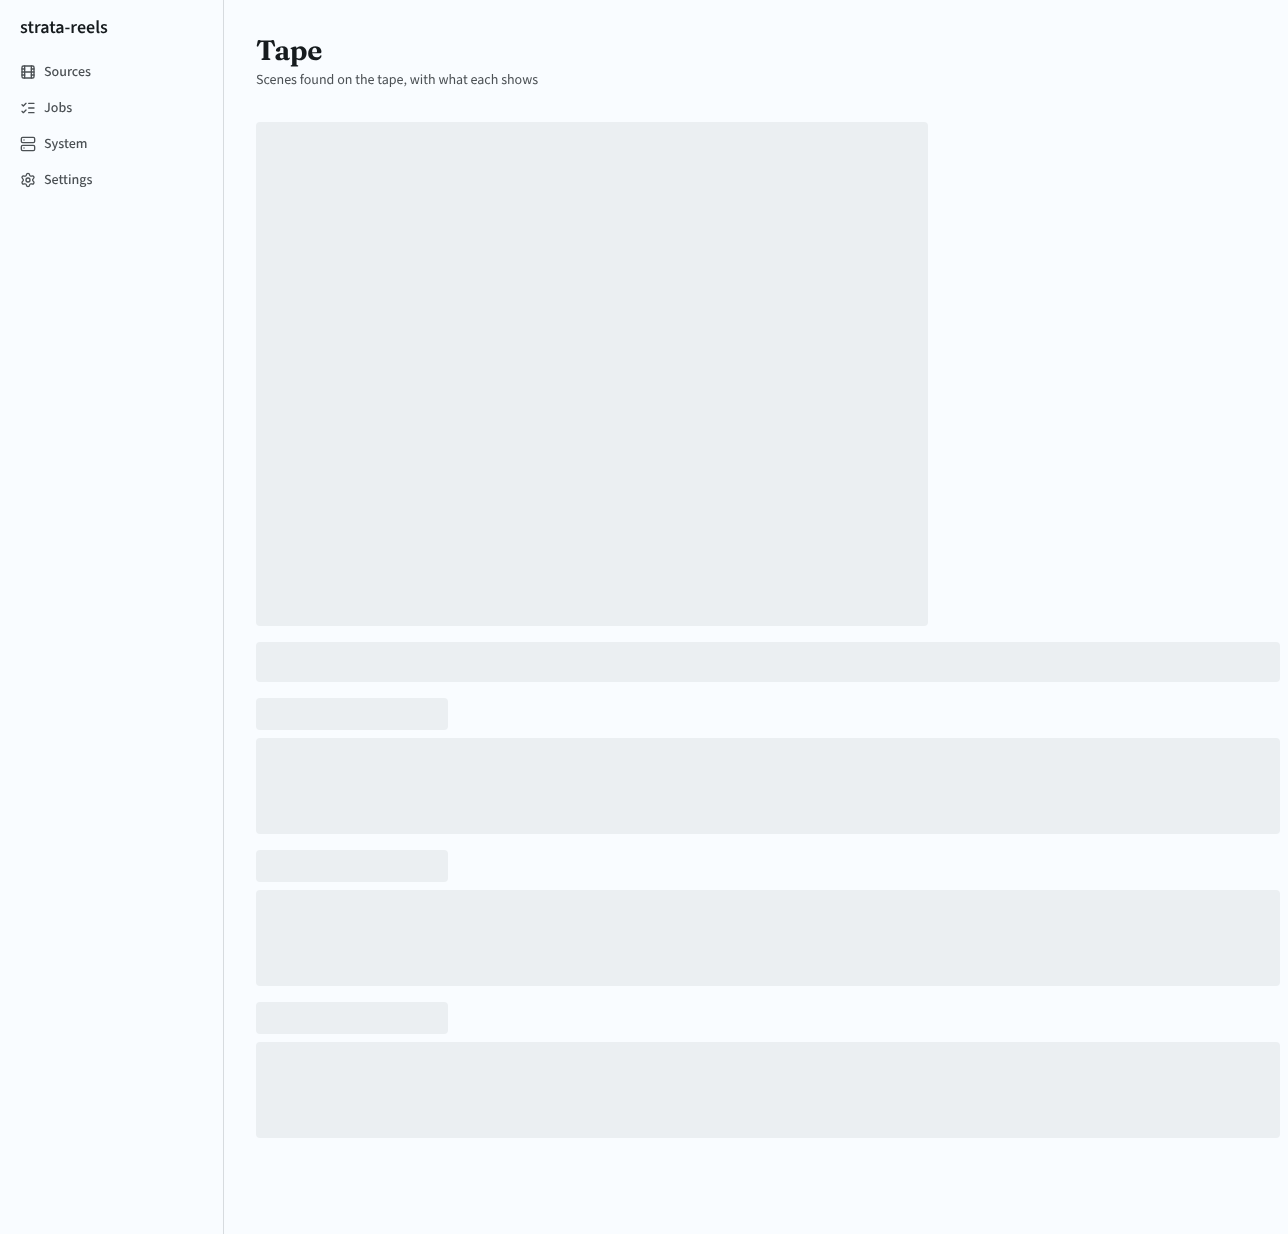 strata-reels
Sources
Jobs
System
Settings
Tape
Scenes found on the tape, with what each shows